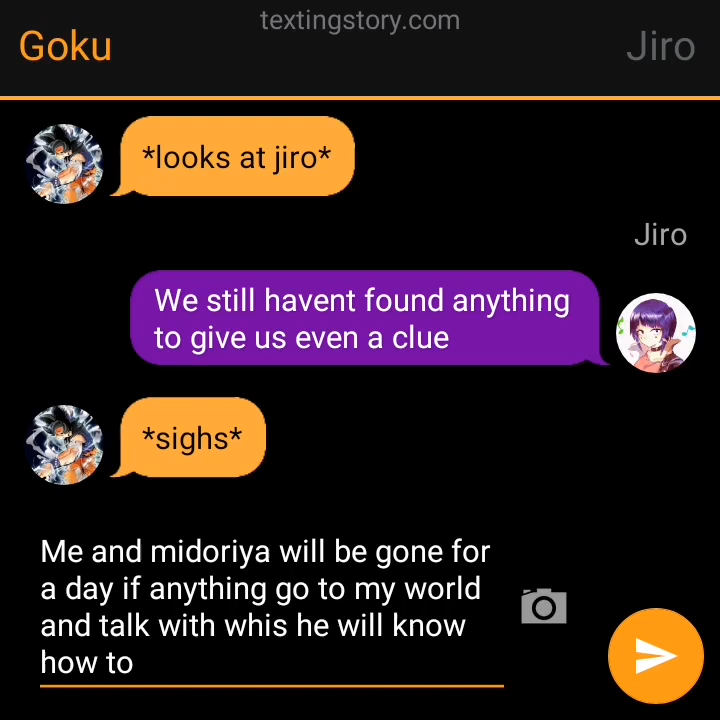 textingstory.com
Goku
Jiro
*looks at jiro*
Jiro
We still havent found anything
to give us even a clue
*sighs*
Me and midoriya will be gone for
a day if anything go to my world
and talk with whis he will know
how to